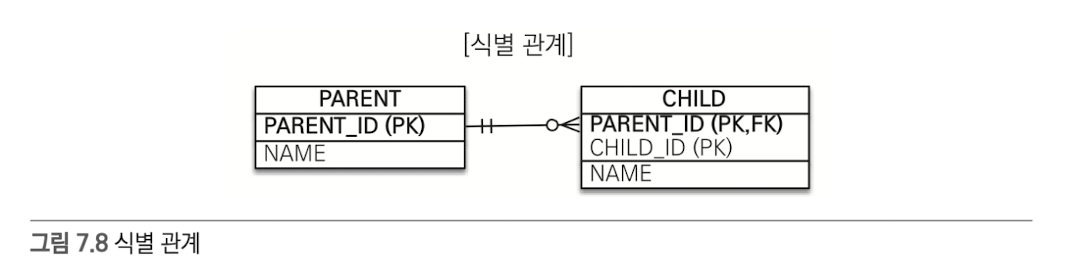 [식별 관계]
PARENT
PARENT_ID (PK)
NAME
CHILD
PARENT_ID (PK,FK)
CHILD_ID (PK)
NAME
그림 7.8 식별 관계